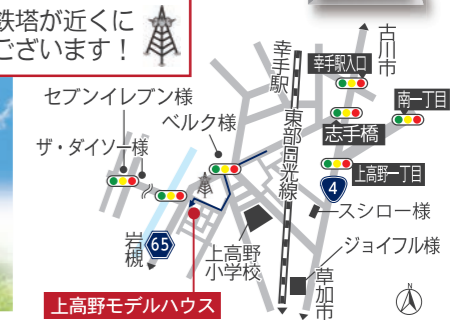 鉄塔が近くに
ございます！
古川市
幸手駅
幸手駅入口
南一丁目
セブンイレブン様
ベルク様
志手橋
東部日光線
ザ・ダイソー様
上高野一丁目
4
スシロー様
岩槻
65
上高野
小学校
ジョイフル様
草加市
上高野モデルハウス
N